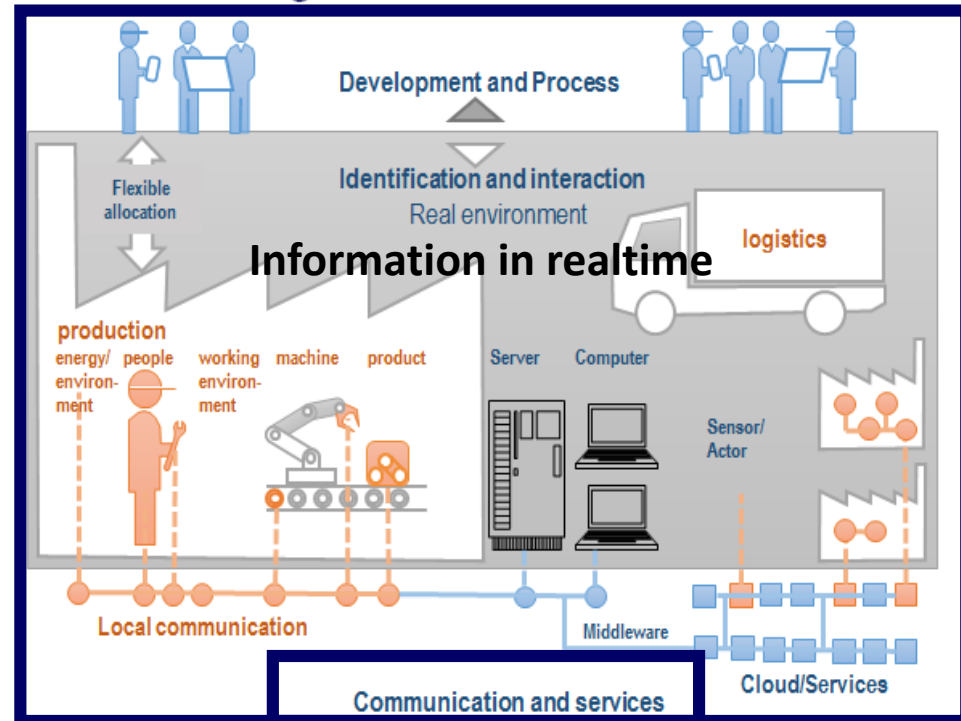 Development and Process
Flexible
allocation
Identification and interaction
Real environment
Information in realtime
logistics
production
energy/
environ-
ment
people
working
environ-
ment
machine
product
Server
Computer
Sensor/
Actor
Local communication
Middleware
Cloud/Services
Communication and services